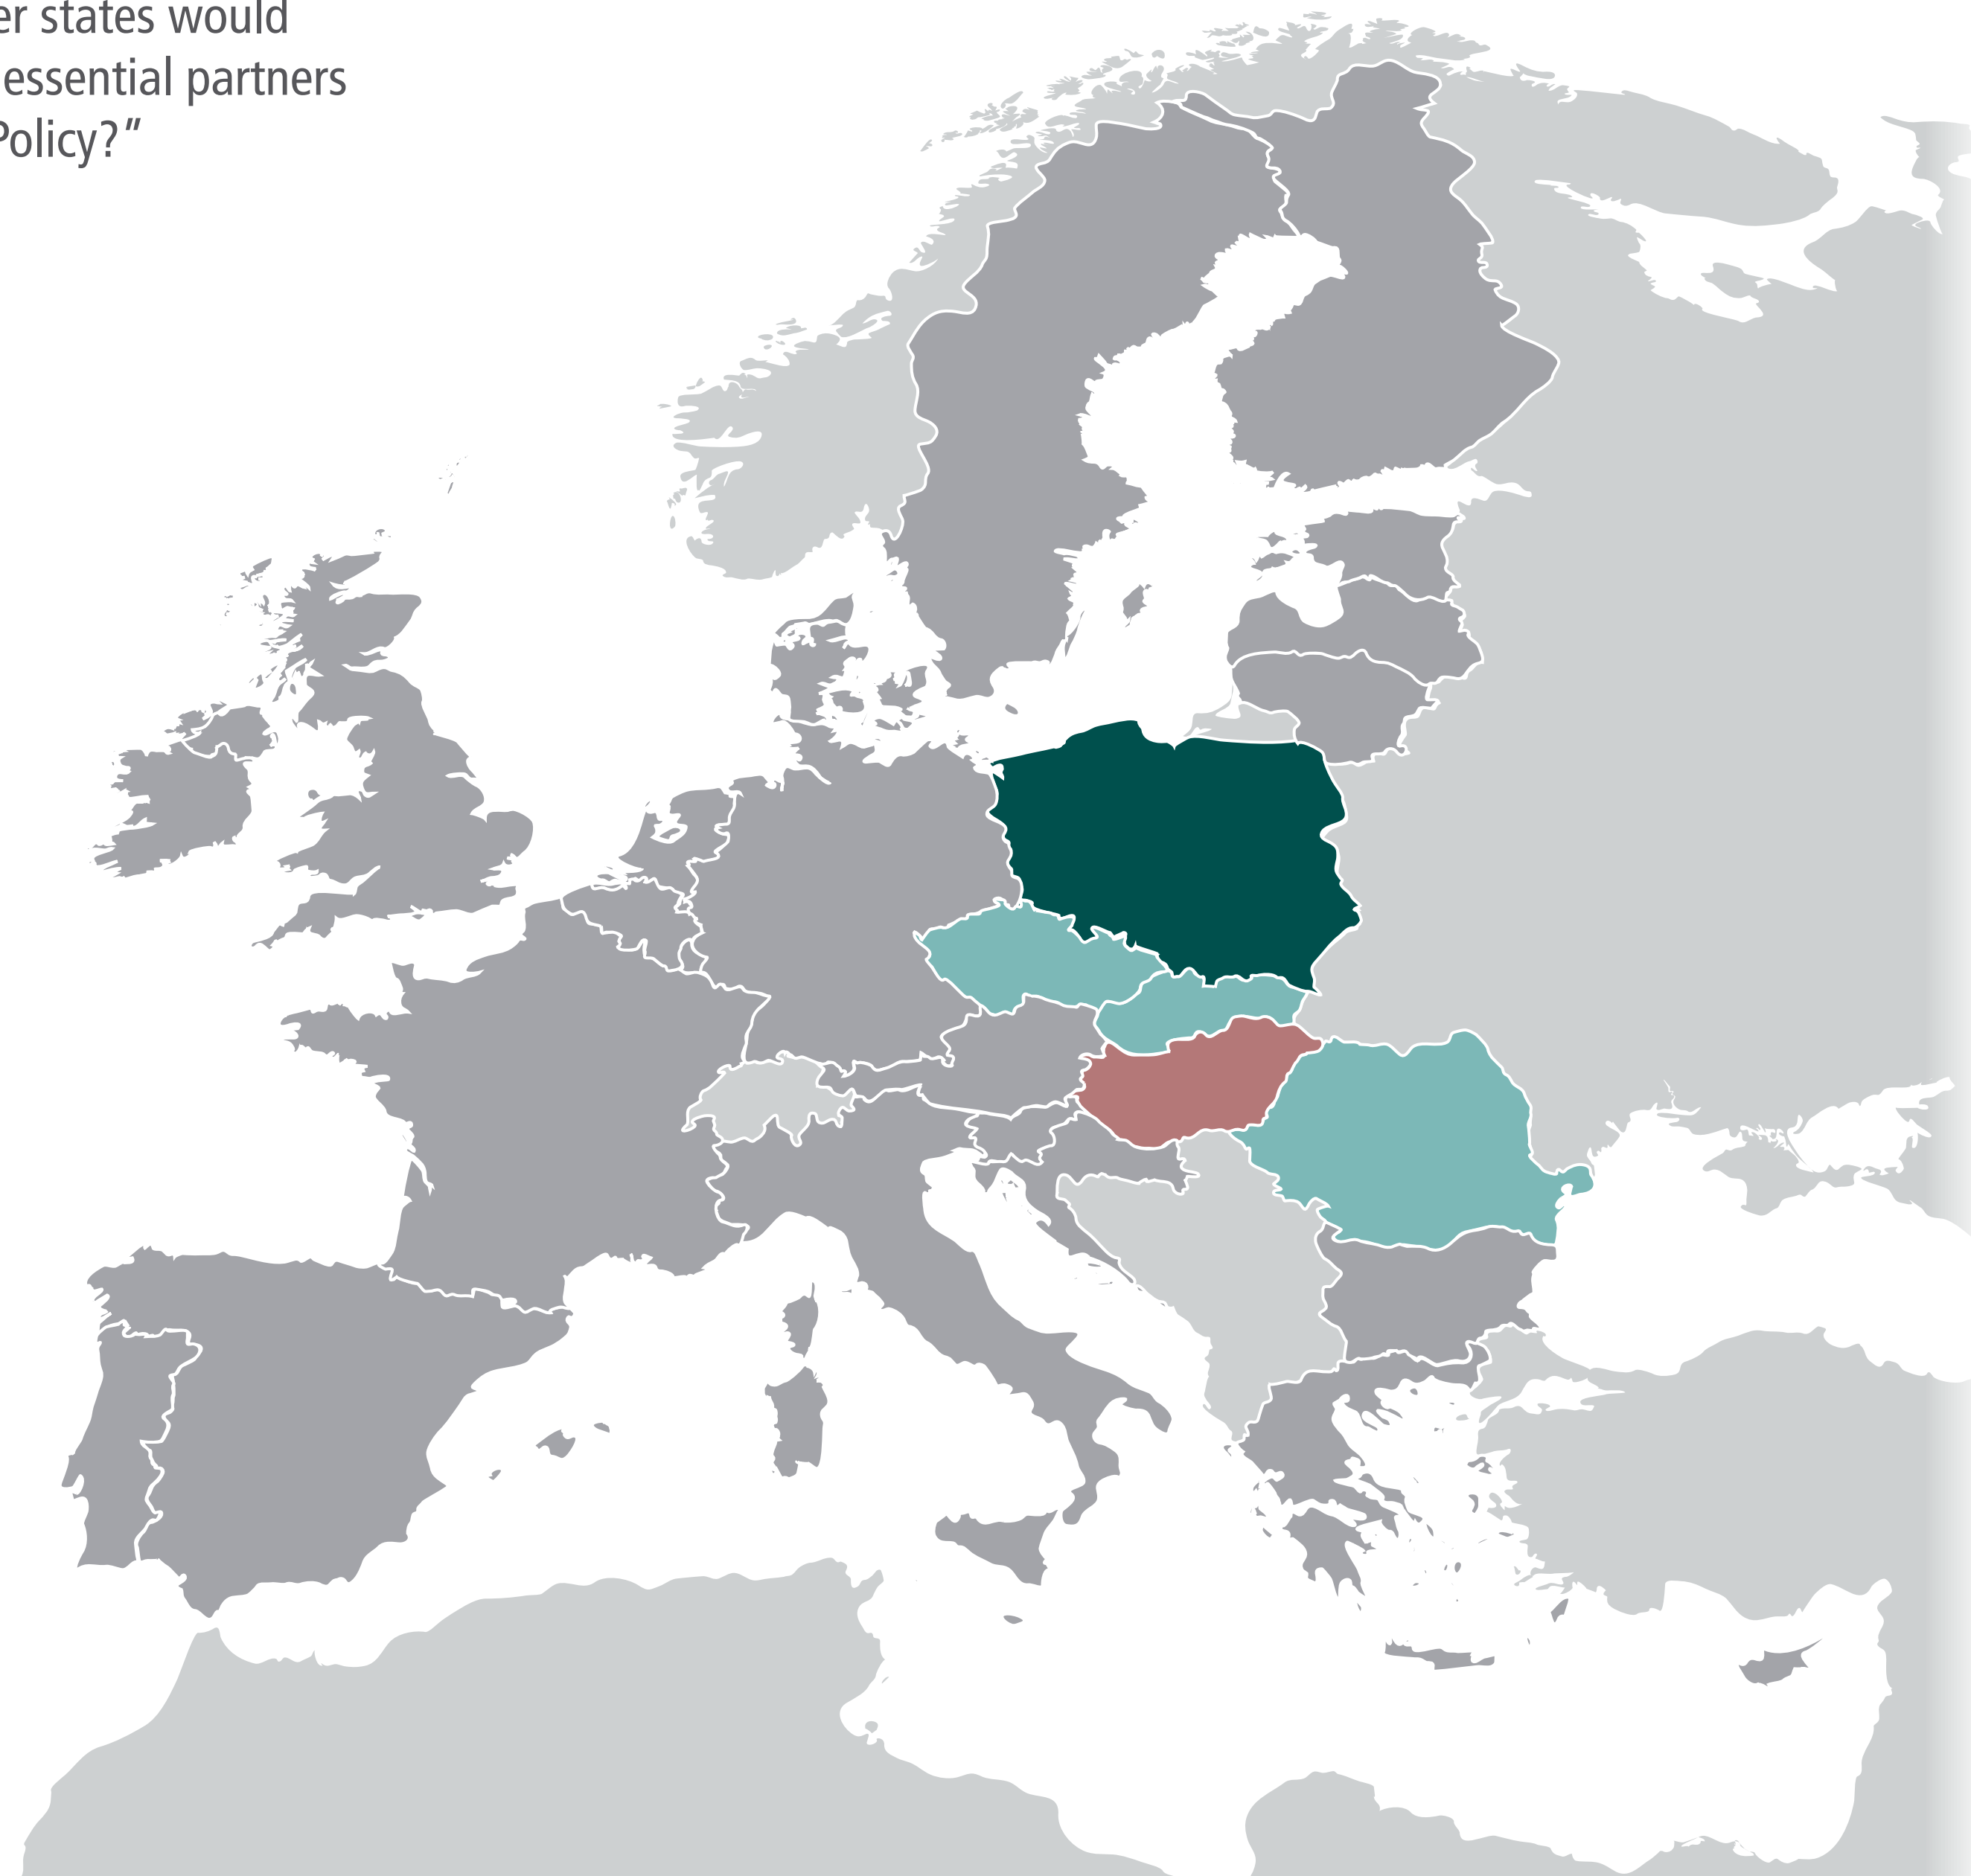 er states would
essential partners
Policy?”